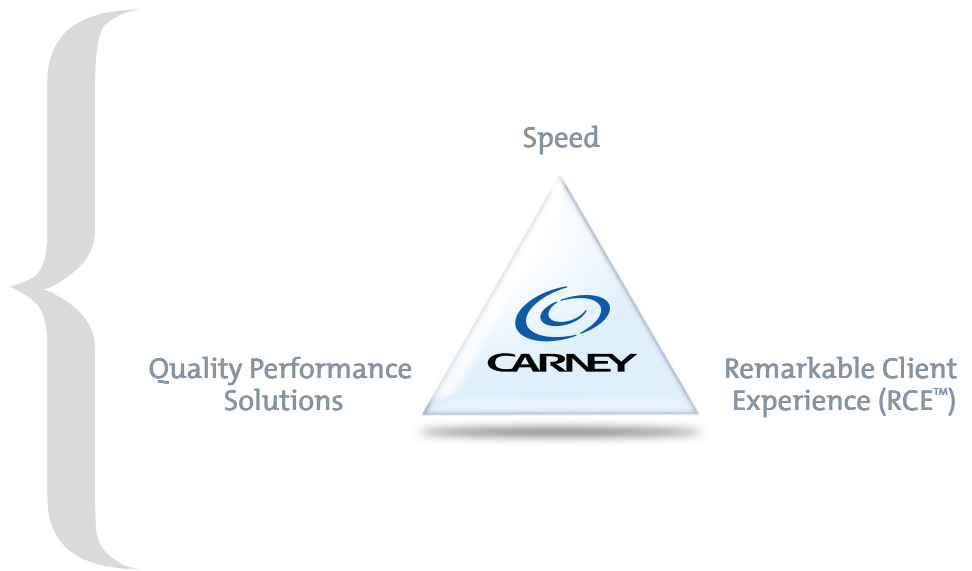 Speed
CARNEY
Quality Performance
Solutions
Remarkable Client
Experience (RCE™)